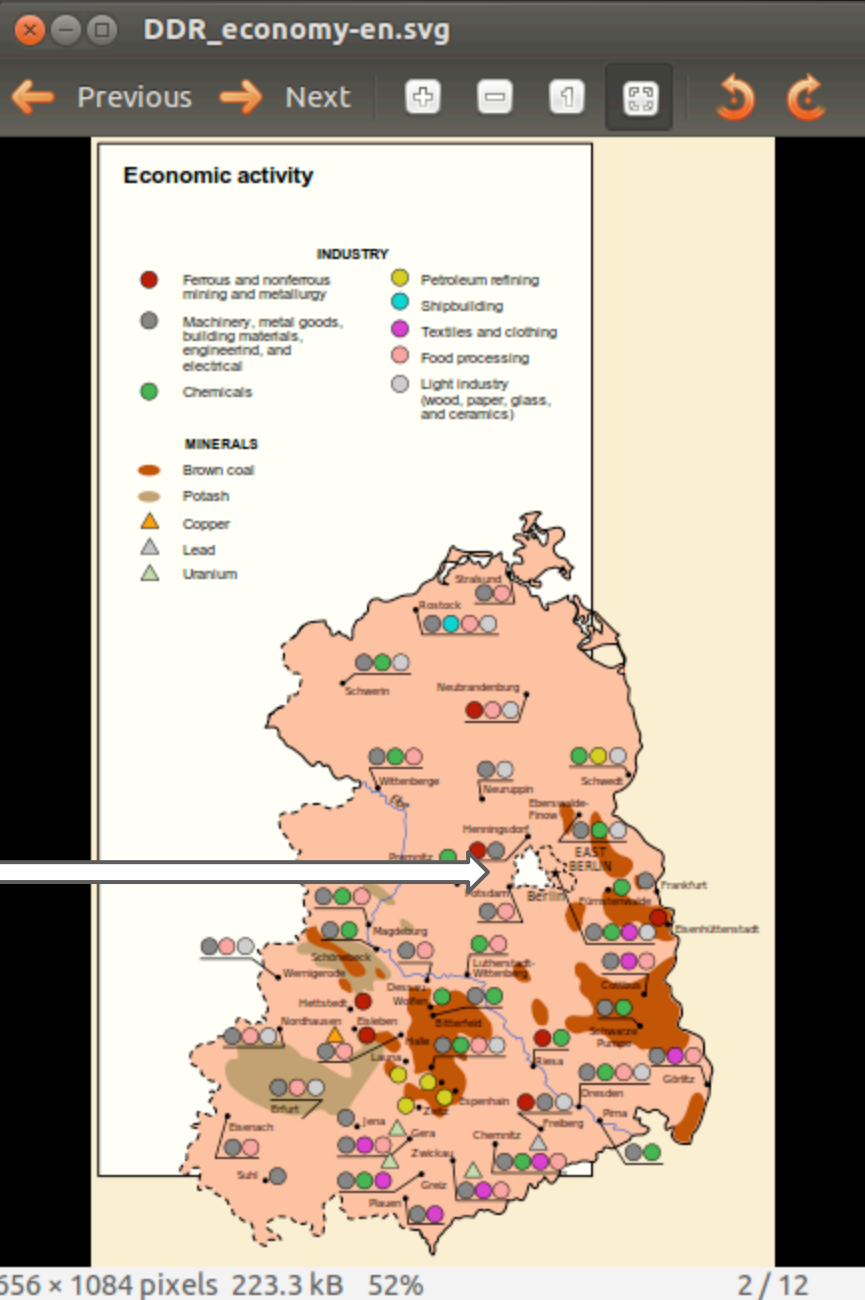 DDR_economy-en.svg
Previous
Next
1
Economic activity
INDUSTRY
Ferrous and nonferrous
mining and metallurgy
Machinery, metal goods,
building materials,
engineerind, and
electrical
Chemicals
Petroleum refining
Shipbuilding
Textiles and clothing
Food processing
Light industry
(wood, paper, glass,
and ceramics)
MINERALS
Brown coal
Potash
Copper
Lead
Uranium
Stralsund
Rostock
Schwerin
Neubrandenburg
Wittenberge
Neuruppin
Schwedt
Elbe
Eberswalde-
Finow
Henningsdorf
Premnitz
EAST
BERLIN
Berlin
Potsdam
Frankfurt
Fürnstenwalde
Eisenhüttenstadt
Magdeburg
Schönebeck
Wernigerode
Lutherstadt-
Wittenberg
Dessau
Cottbus
Hettstedt
Wolfen
Nordhausen
Eisleben
Bitterfeld
Schwarze
Pumpe
Halle
Leuna
Riesa
Görlitz
Erfurt
Zeitz
Espenhain
Dresden
Pirna
Eisenach
Jena
Gera
Freiberg
Chemnitz
Zwickau
Suhl
Greiz
Plauen
656 × 1084 pixels 223.3 kB 52%
2 / 12